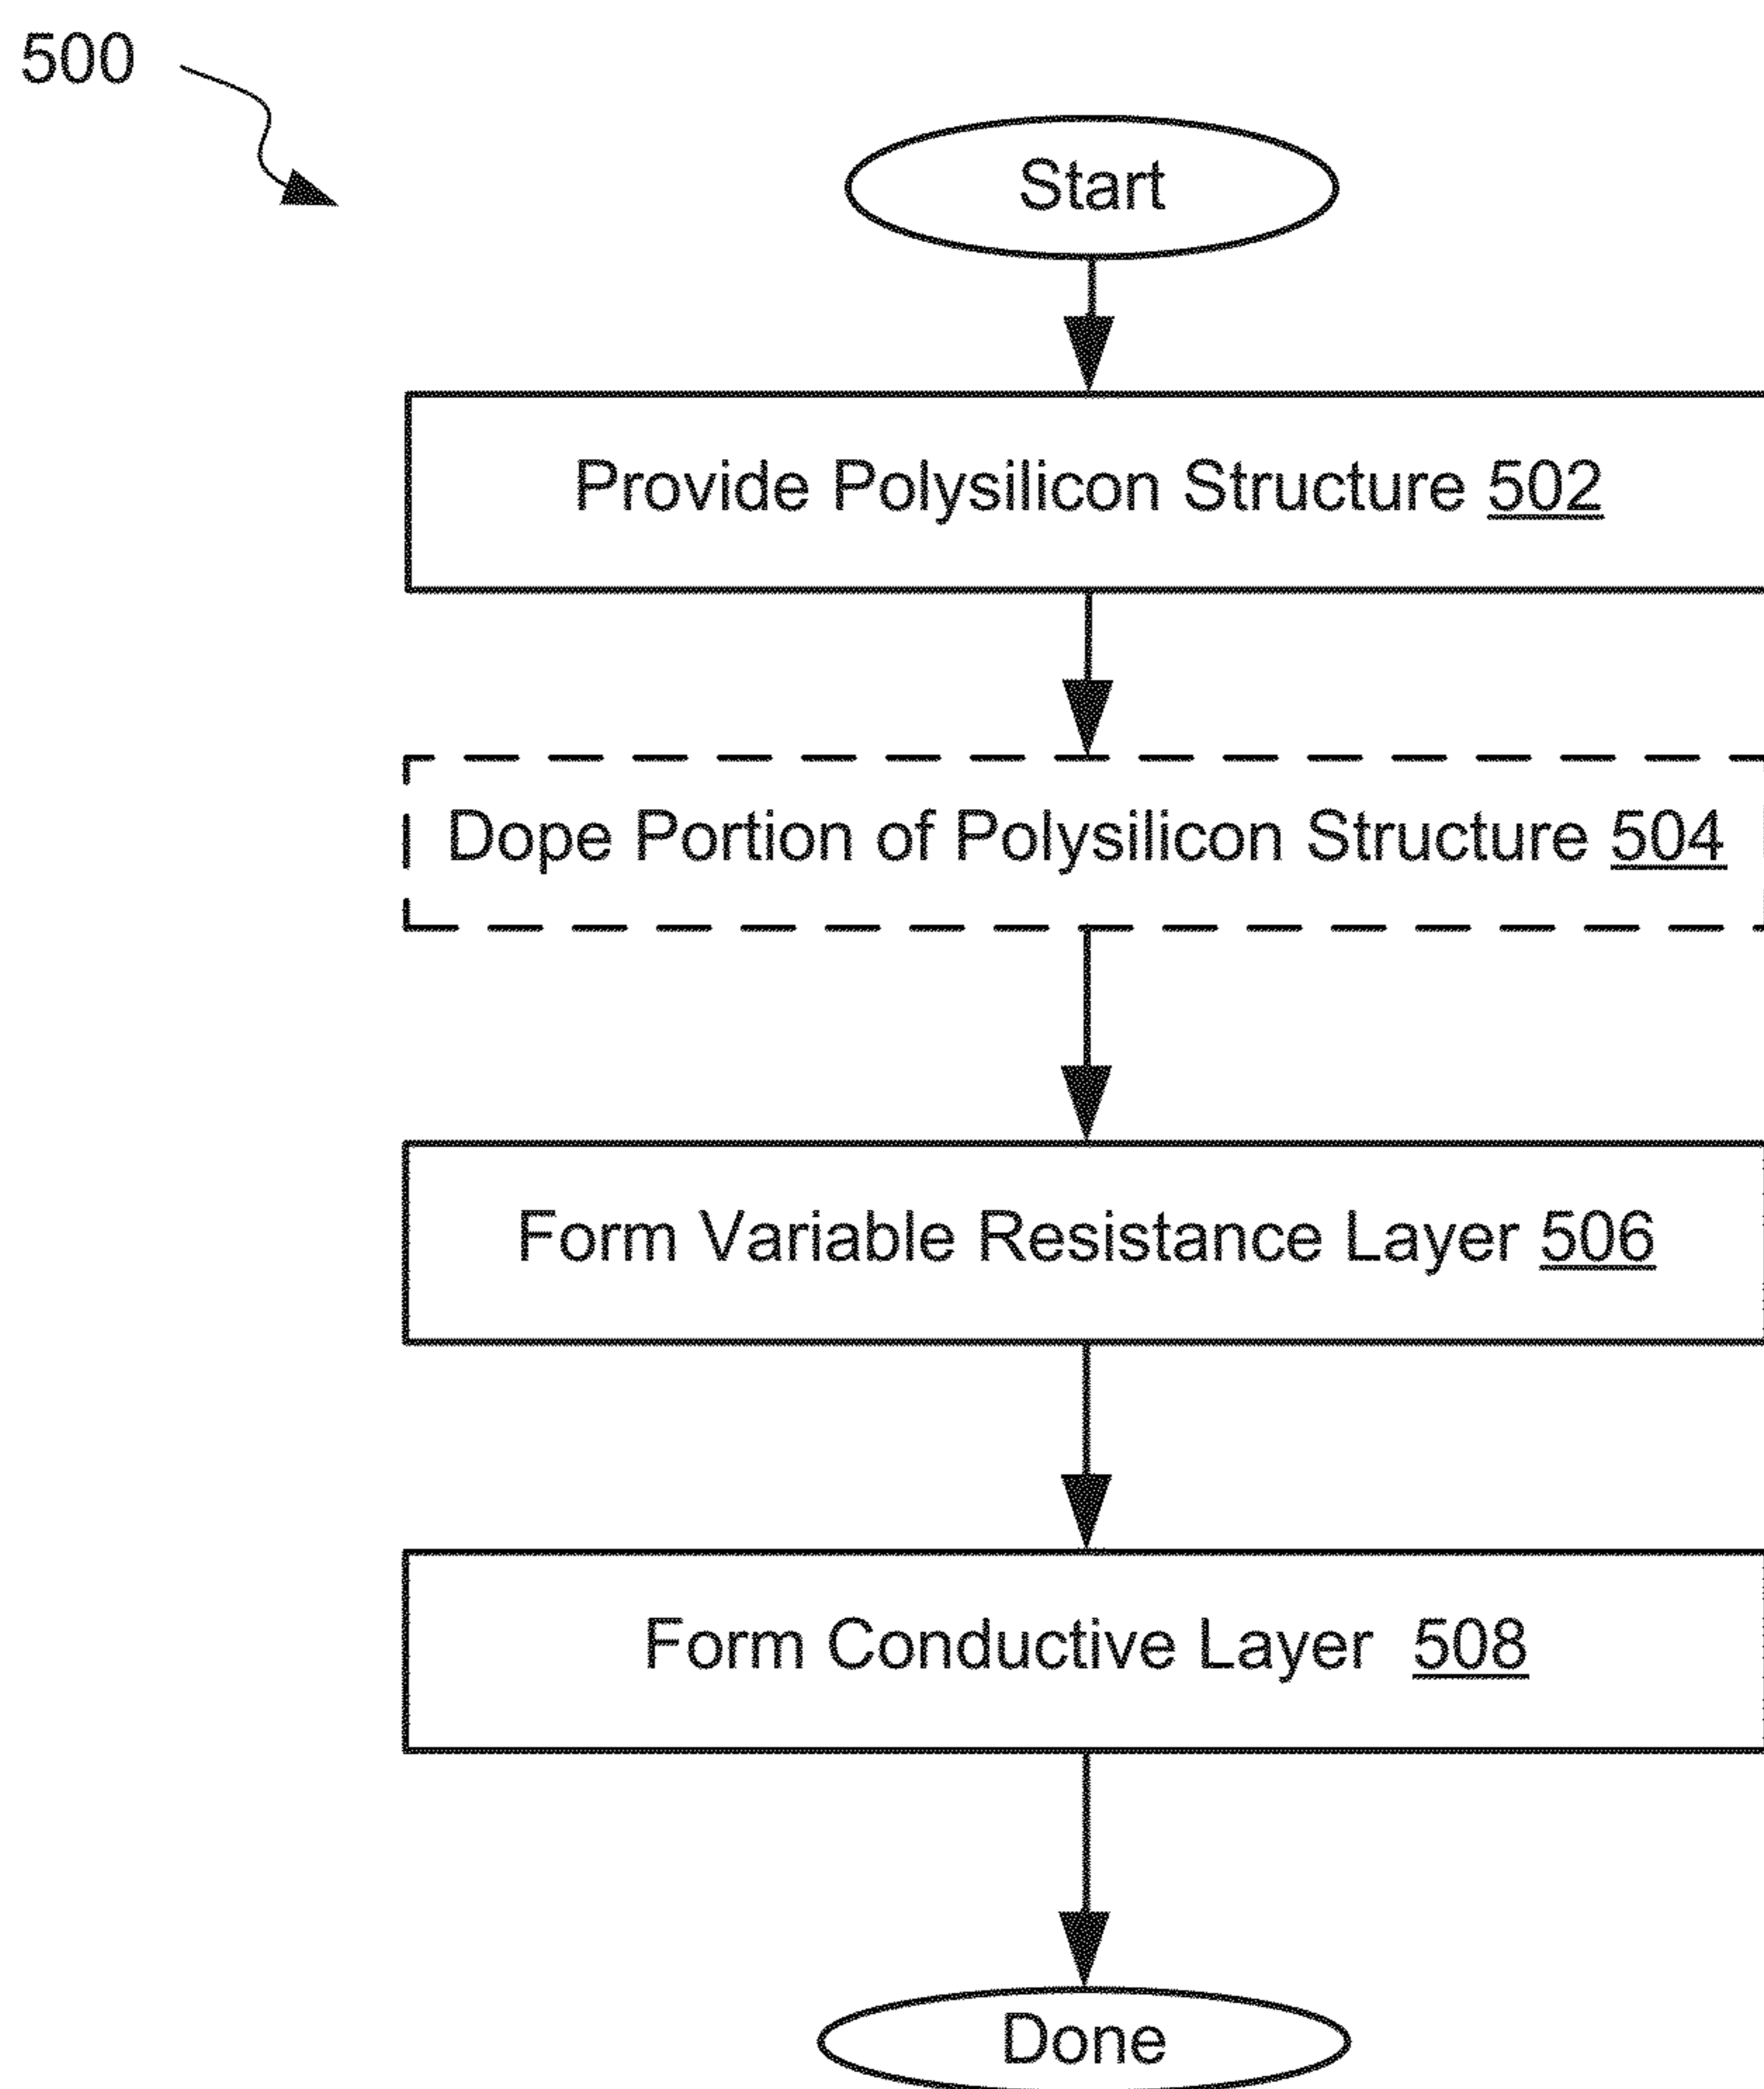 500
Start
Provide Polysilicon Structure 502
Dope Portion of Polysilicon Structure 504
Form Variable Resistance Layer 506
Form Conductive Layer 508
Done